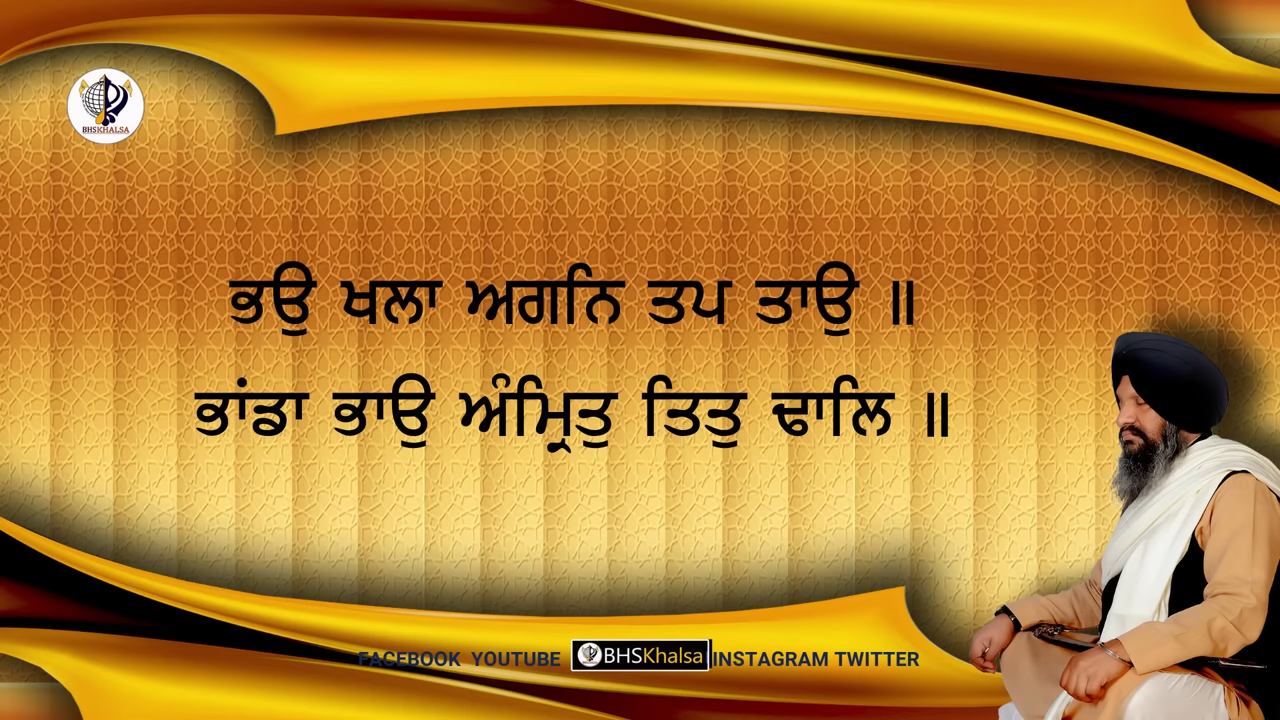 BHSKHALSA
ਭਉ ਖਲਾ ਅਗਨਿ ਤਪ ਤਾਉ ॥
ਭਾਂਡਾ ਭਾਉ ਅੰਮ੍ਰਿਤੁ ਤਿਤੁ ਢਾਲਿ ॥
FACEBOOK YOUTUBE BHSKhalsa INSTAGRAM TWITTER